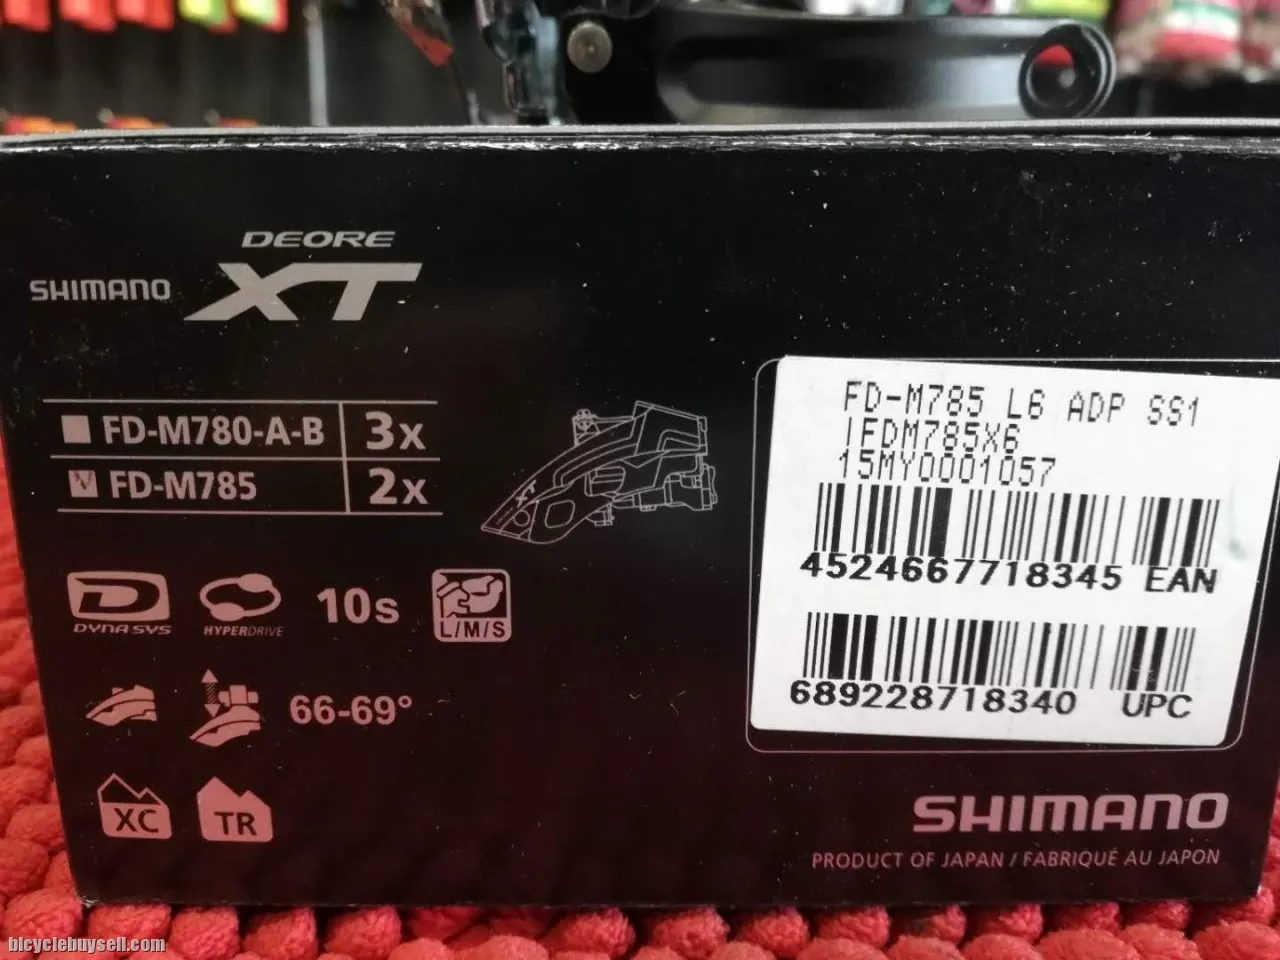 DEORE
SHIMANO XT
FD-M780-A-B 3x
FD-M785 2x
XT
DYNA SYS HYPERDRIVE 10s L/M/S
66-69°
XC TR
FD-M785 L6 ADP SS1
IFDM785X6
15MY0001057
4524667718345 EAN
689228718340 UPC
SHIMANO
PRODUCT OF JAPAN / FABRIQUÉ AU JAPON
bicyclebuysell.com